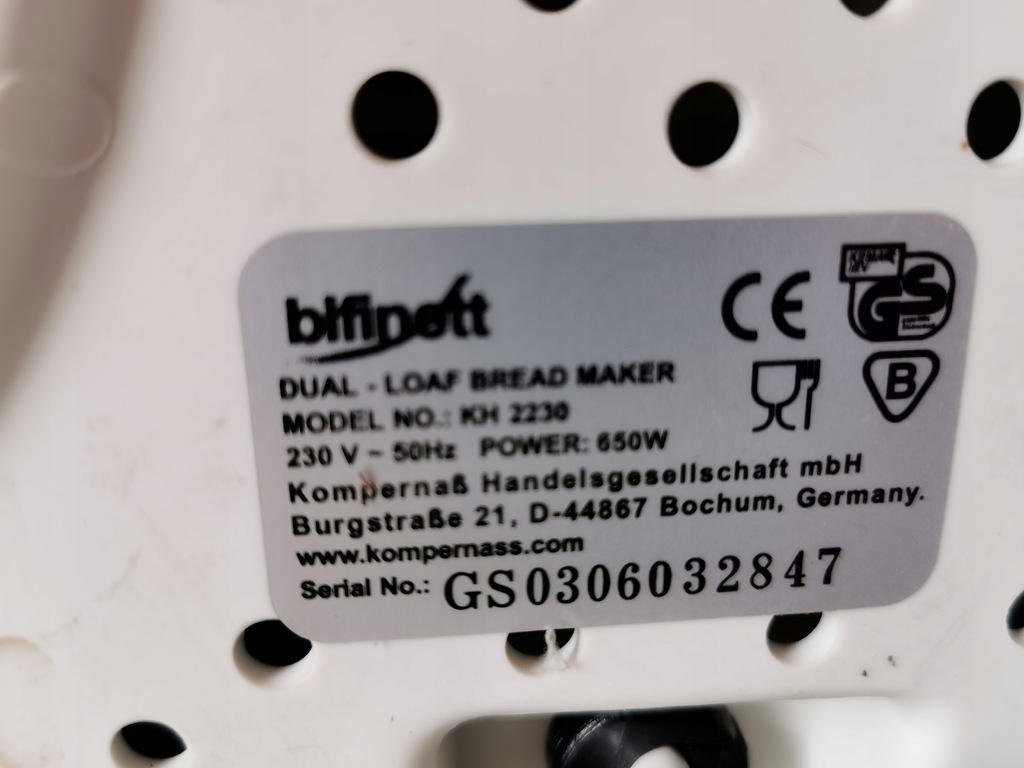 bifinett
DUAL - LOAF BREAD MAKER
MODEL NO.: KH 2230
230 V ~ 50Hz POWER: 650W
Kompernaß Handelsgesellschaft mbH
Burgstraße 21, D-44867 Bochum, Germany.
www.kompernass.com
Serial No.: GS0306032847
CE
GS
B